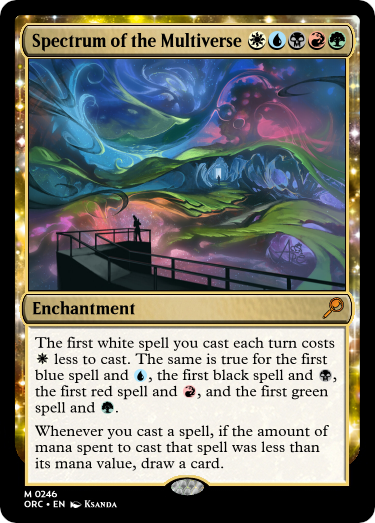 Spectrum of the Multiverse
Enchantment
The first white spell you cast each turn costs
less to cast. The same is true for the first
blue spell and , the first black spell and ,
the first red spell and , and the first green
spell and .
Whenever you cast a spell, if the amount of
mana spent to cast that spell was less than
its mana value, draw a card.
M 0246
ORC • EN Ksanda